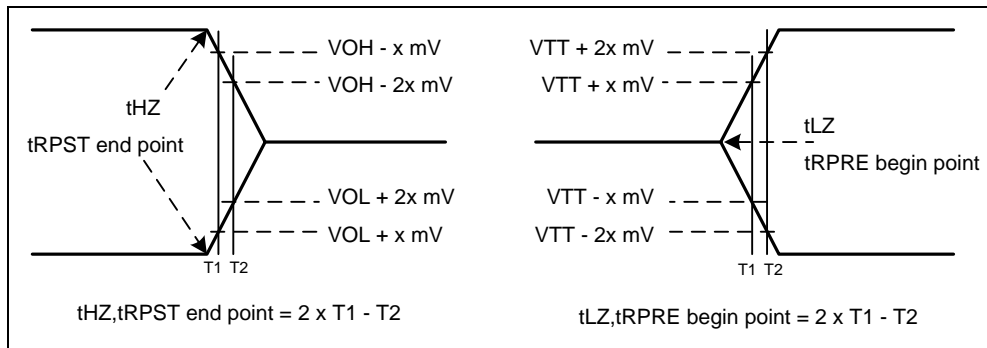 VOH - x mV
VOH - 2x mV
tHZ
tRPST end point
VOL + 2x mV
VOL + x mV
T1 T2
tHZ,tRPST end point = 2 x T1 - T2
VTT + 2x mV
VTT + x mV
tLZ
tRPRE begin point
VTT - x mV
VTT - 2x mV
T1 T2
tLZ,tRPRE begin point = 2 x T1 - T2